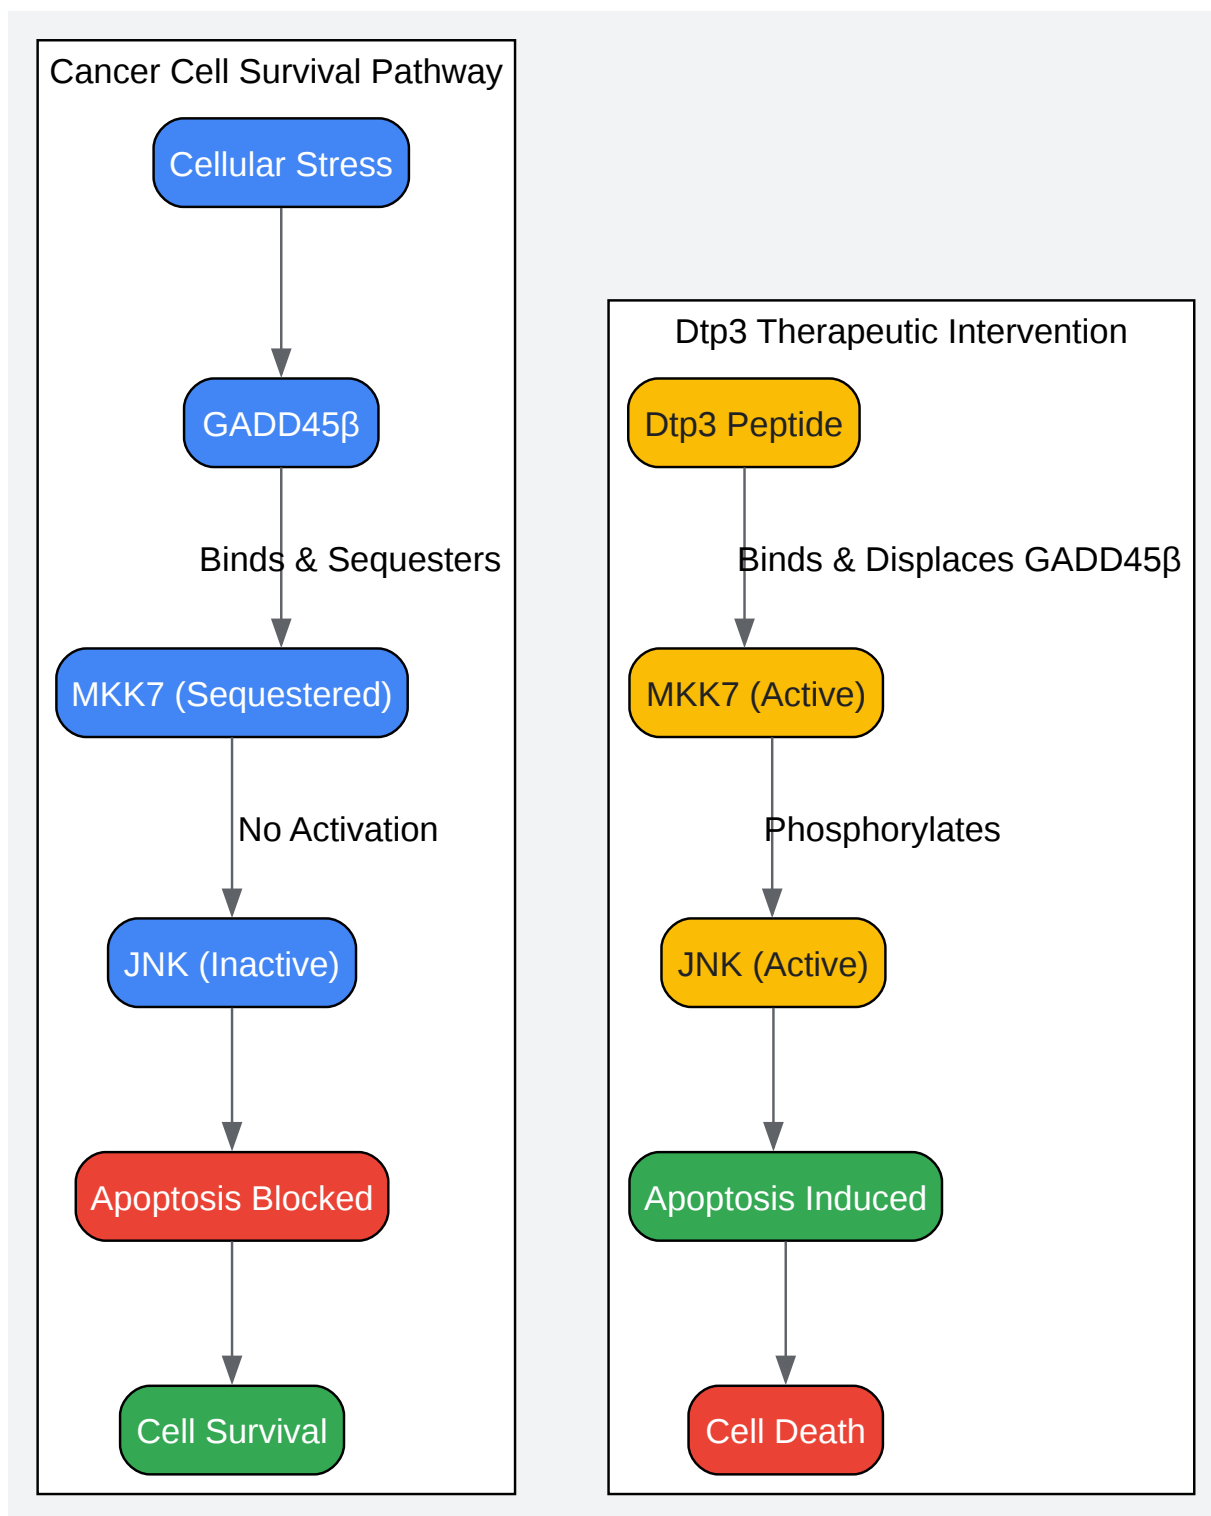 Cancer Cell Survival Pathway
Cellular Stress
GADD45β
Binds & Sequesters
MKK7 (Sequestered)
No Activation
JNK (Inactive)
Apoptosis Blocked
Cell Survival
Dtp3 Therapeutic Intervention
Dtp3 Peptide
Binds & Displaces GADD45β
MKK7 (Active)
Phosphorylates
JNK (Active)
Apoptosis Induced
Cell Death